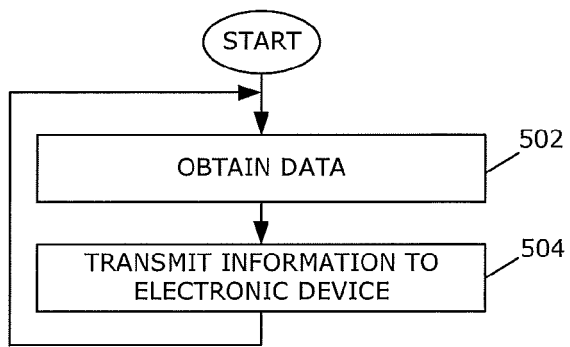 START
OBTAIN DATA
502
TRANSMIT INFORMATION TO
ELECTRONIC DEVICE
504